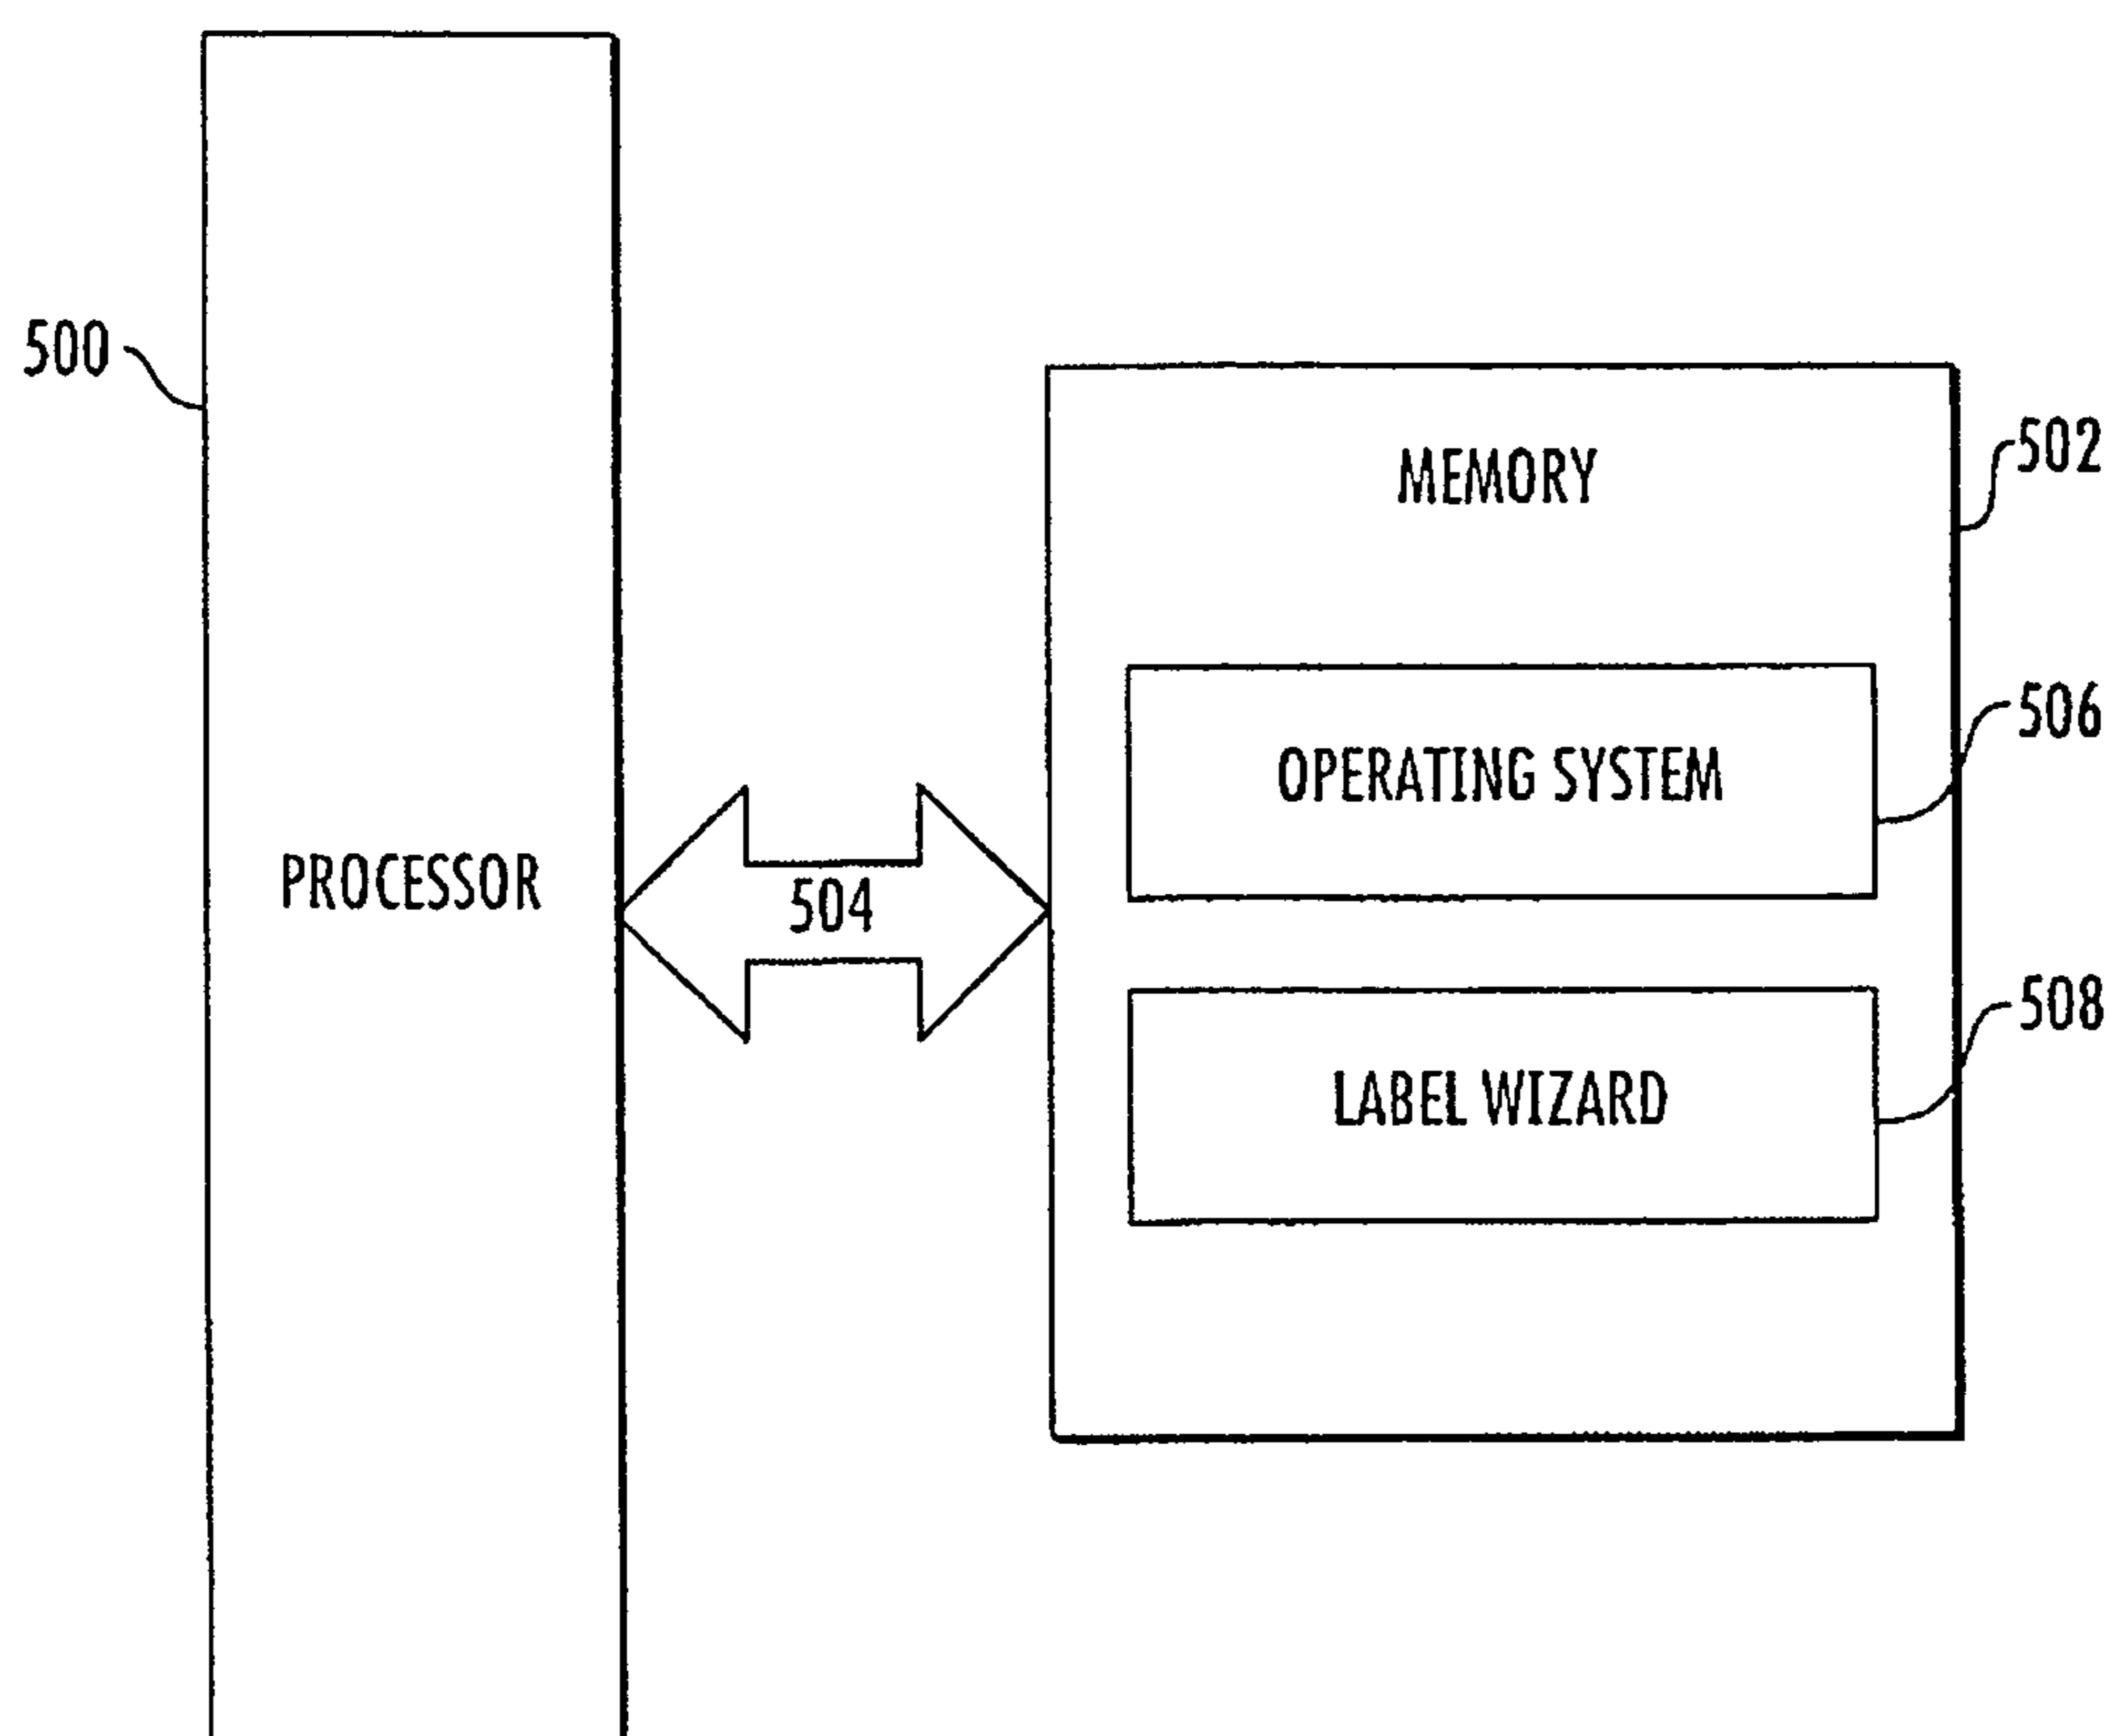 500
MEMORY
502
506
OPERATING SYSTEM
PROCESSOR
504
508
LABEL WIZARD